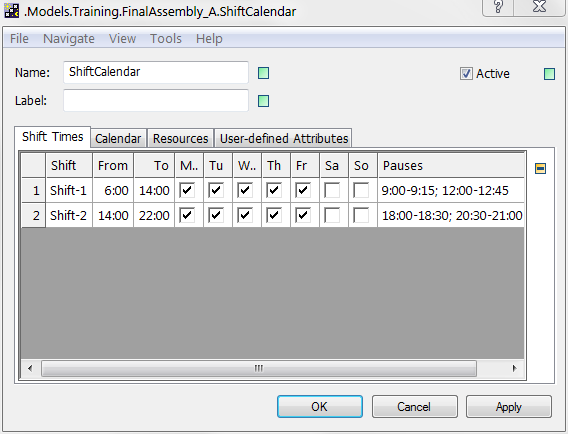 .Models.Training.FinalAssembly_A.ShiftCalendar
?
File Navigate View Tools Help
Name: ShiftCalendar Active
Label:
Shift Times Calendar Resources User-defined Attributes
Shift From To M.. Tu W.. Th Fr Sa So Pauses
1 Shift-1 6:00 14:00 9:00-9:15; 12:00-12:45
2 Shift-2 14:00 22:00 18:00-18:30; 20:30-21:00
OK Cancel Apply